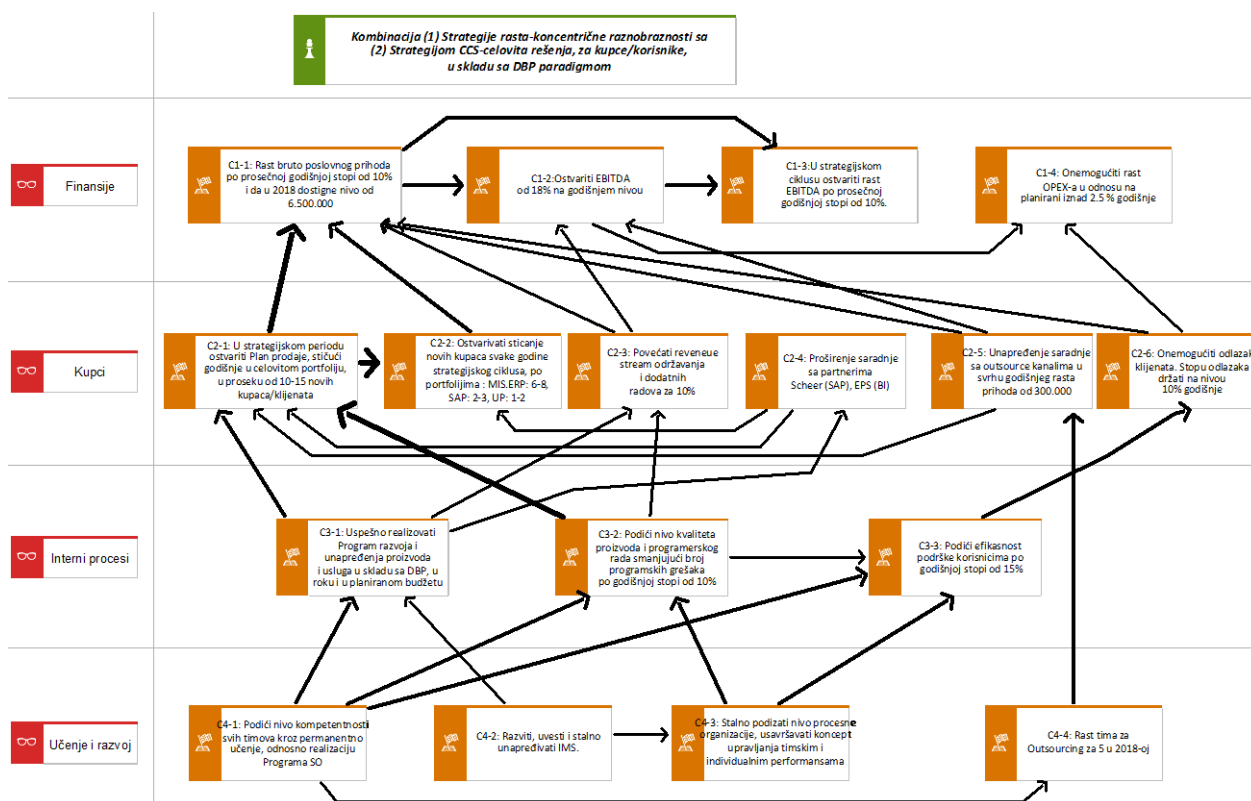 Kombinacija (1) Strategije rasta-koncentrične raznobraznosti sa
(2) Strategijom CCS-celovita rešenja, za kupce/korisnike,
u skladu sa DBP paradigmom
Finansije
C1-1: Rast bruto poslovnog prihoda
po prosečnoj godišnjoj stopi od 10%
i da u 2018 dostigne nivo od
6.500.000
C1-2:Ostvariti EBITDA
od 18% na godišnjem nivou
C1-3:U strategijskom
ciklusu ostvariti rast
EBITDA po prosečnoj
godišnjoj stopi od 10%.
C1-4: Onemogućiti rast
OPEX-a u odnosu na
planirani iznad 2.5 % godišnje
Kupci
C2-1: U strategijskom periodu
ostvariti Plan prodaje, stičući
godišnje u celovitom portfoliju,
u proseku od 10-15 novih
kupaca/klijenata
C2-2: Ostvarivati sticanje
novih kupaca svake godine
strategijskog ciklusa, po
portfolijima : MIS.ERP: 6-8,
SAP: 2-3, UP: 1-2
C2-3: Povećati reveneue
stream održavanja
i dodatnih
radova za 10%
C2-4: Proširenje saradnje
sa partnerima
Scheer (SAP), EPS (BI)
C2-5: Unapređenje saradnje
sa outsource kanalima u
svrhu godišnjeg rasta
prihoda od 300.000
C2-6: Onemogućiti odlazak
klijenata. Stopu odlazaka
držati na nivou
10% godišnje
Interni procesi
C3-1: Uspešno realizovati
Program razvoja i
unapređenja proizvoda
i usluga u skladu sa DBP, u
roku i u planiranom budžetu
C3-2: Podići nivo kvaliteta
proizvoda i programerskog
rada smanjujući broj
programskih grešaka
po godišnjoj stopi od 10%
C3-3: Podići efikasnost
podrške korisnicima po
godišnjoj stopi od 15%
Učenje i razvoj
C4-1: Podići nivo kompetentnosti
svih timova kroz permanentno
učenje, odnosno realizaciju
Programa SO
C4-2: Razviti, uvesti i stalno
unapređivati IMS.
C4-3: Stalno podizati nivo procesne
organizacije, usavršavati koncept
upravljanja timskim i
individualnim performansama
C4-4: Rast tima za
Outsourcing za 5 u 2018-oj